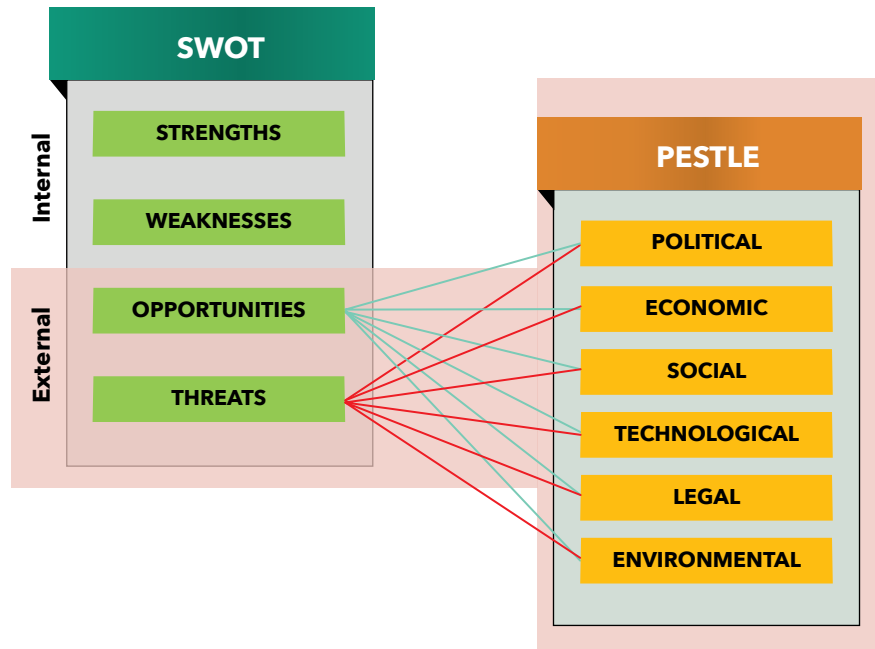 SWOT
Internal
STRENGTHS
WEAKNESSES
External
OPPORTUNITIES
THREATS
PESTLE
POLITICAL
ECONOMIC
SOCIAL
TECHNOLOGICAL
LEGAL
ENVIRONMENTAL